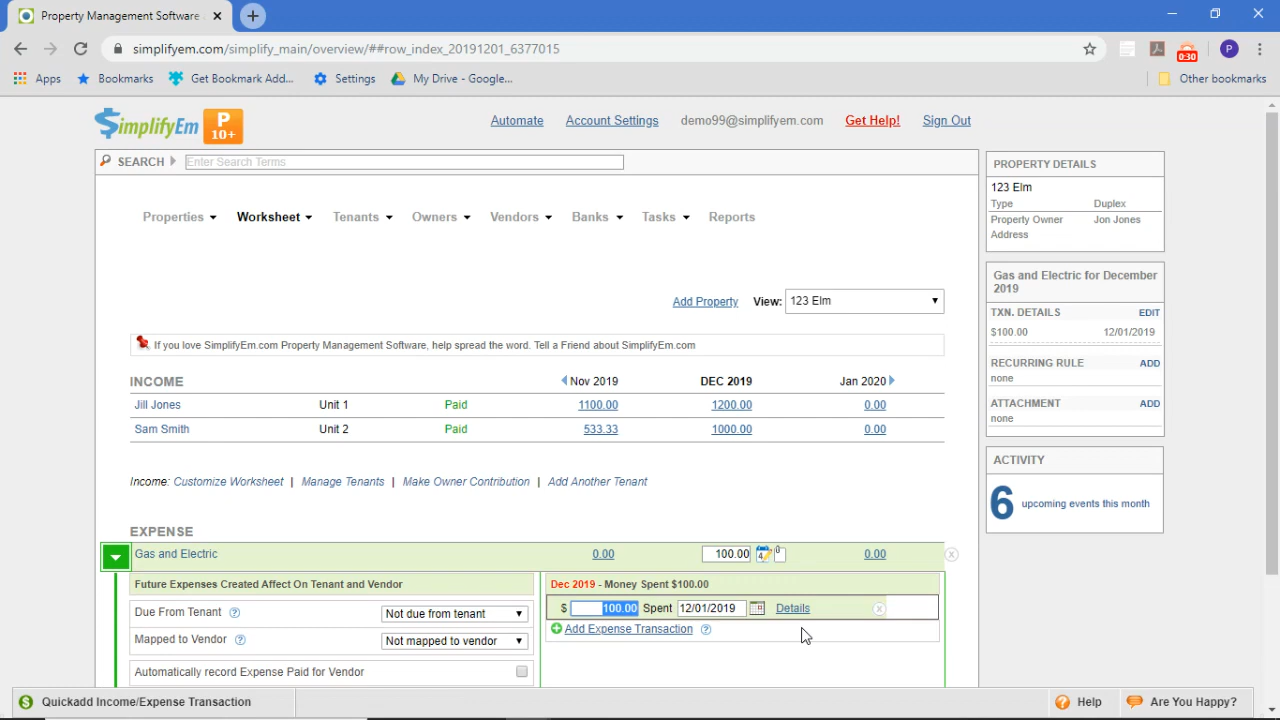 Property Management Software
simplifyem.com/simplify_main/overview/##row_index_20191201_6377015
P
0:30
Apps Bookmarks Get Bookmark Add... Settings My Drive - Google... Other bookmarks
$implifyEm P 10+
Automate Account Settings demo99@simplifyem.com Get Help! Sign Out
SEARCH Enter Search Terms
Properties Worksheet Tenants Owners Vendors Banks Tasks Reports
Add Property View: 123 Elm
If you love SimplifyEm.com Property Management Software, help spread the word. Tell a Friend about SimplifyEm.com
INCOME Nov 2019 DEC 2019 Jan 2020
Jill Jones Unit 1 Paid 1100.00 1200.00 0.00
Sam Smith Unit 2 Paid 533.33 1000.00 0.00
Income: Customize Worksheet | Manage Tenants | Make Owner Contribution | Add Another Tenant
EXPENSE
Gas and Electric 0.00 100.00 0.00
Future Expenses Created Affect On Tenant and Vendor
Due From Tenant ? Not due from tenant
Mapped to Vendor ? Not mapped to vendor
Automatically record Expense Paid for Vendor
Dec 2019 - Money Spent $100.00
$ 100.00 Spent 12/01/2019 Details x
Add Expense Transaction ?
PROPERTY DETAILS
123 Elm
Type Duplex
Property Owner Jon Jones
Address
Gas and Electric for December
2019
TXN. DETAILS EDIT
$100.00 12/01/2019
RECURRING RULE ADD
none
ATTACHMENT ADD
none
ACTIVITY
6 upcoming events this month
Quickadd Income/Expense Transaction
Help Are You Happy?